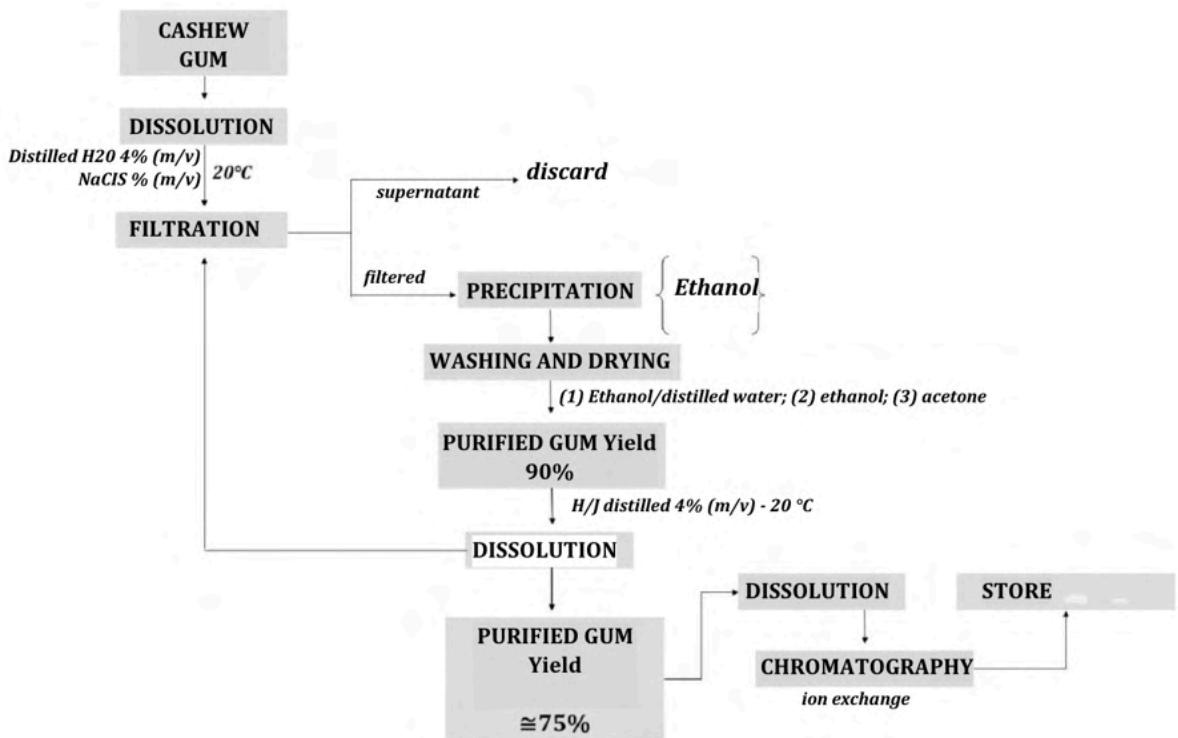 CASHEW
GUM
DISSOLUTION
Distilled H20 4% (m/v)
NaCIS % (m/v)
20°C
discard
supernatant
FILTRATION
filtered
PRECIPITATION
Ethanol
WASHING AND DRYING
(1) Ethanol/distilled water; (2) ethanol; (3) acetone
PURIFIED GUM Yield
90%
H/J distilled 4% (m/v) - 20 °C
DISSOLUTION
DISSOLUTION
STORE
PURIFIED GUM
Yield
≅75%
CHROMATOGRAPHY
ion exchange